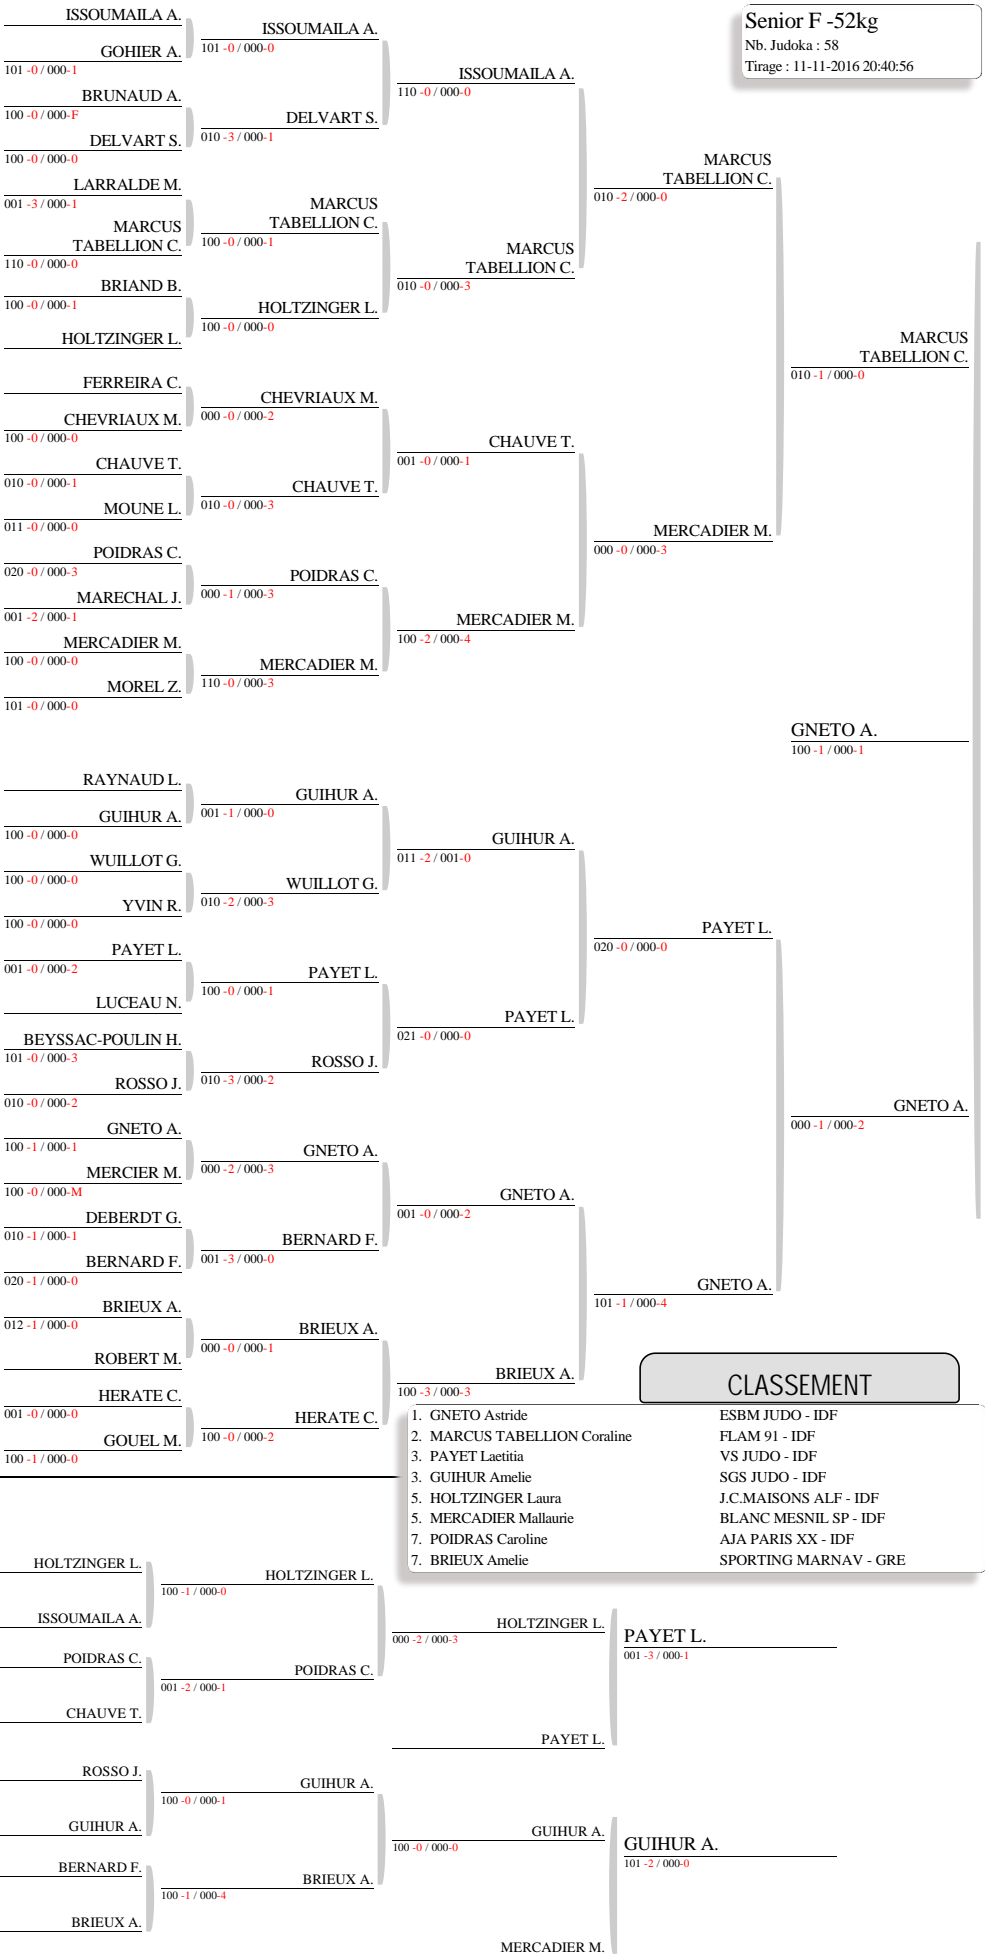 Senior F -52kg
Nb. Judoka : 58
Tirage : 11-11-2016 20:40:56
ISSOUMAILA A.
GOHIER A.
101 -0 / 000-1
BRUNAUD A.
100 -0 / 000-F
DELVART S.
100 -0 / 000-0
LARRALDE M.
001 -3 / 000-1
MARCUS
TABELLION C.
110 -0 / 000-0
BRIAND B.
100 -0 / 000-1
HOLTZINGER L.
FERREIRA C.
CHEVRIAUX M.
100 -0 / 000-0
CHAUVE T.
010 -0 / 000-1
MOUNE L.
011 -0 / 000-0
POIDRAS C.
020 -0 / 000-3
MARECHAL J.
001 -2 / 000-1
MERCADIER M.
100 -0 / 000-0
MOREL Z.
101 -0 / 000-0
RAYNAUD L.
GUIHUR A.
100 -0 / 000-0
WUILLOT G.
100 -0 / 000-0
YVIN R.
100 -0 / 000-0
PAYET L.
001 -0 / 000-2
LUCEAU N.
BEYSSAC-POULIN H.
101 -0 / 000-3
ROSSO J.
010 -0 / 000-2
GNETO A.
100 -1 / 000-1
MERCIER M.
100 -0 / 000-M
DEBERDT G.
010 -1 / 000-1
BERNARD F.
020 -1 / 000-0
BRIEUX A.
012 -1 / 000-0
ROBERT M.
HERATE C.
001 -0 / 000-0
GOUEL M.
100 -1 / 000-0
ISSOUMAILA A.
101 -0 / 000-0
DELVART S.
010 -3 / 000-1
MARCUS
TABELLION C.
100 -0 / 000-1
HOLTZINGER L.
100 -0 / 000-0
CHEVRIAUX M.
000 -0 / 000-2
CHAUVE T.
010 -0 / 000-3
POIDRAS C.
000 -1 / 000-3
MERCADIER M.
110 -0 / 000-3
GUIHUR A.
001 -1 / 000-0
WUILLOT G.
010 -2 / 000-3
PAYET L.
100 -0 / 000-1
ROSSO J.
010 -3 / 000-2
GNETO A.
000 -2 / 000-3
BERNARD F.
001 -3 / 000-0
BRIEUX A.
000 -0 / 000-1
HERATE C.
100 -0 / 000-2
ISSOUMAILA A.
110 -0 / 000-0
MARCUS
TABELLION C.
010 -0 / 000-3
CHAUVE T.
001 -0 / 000-1
MERCADIER M.
100 -2 / 000-4
GUIHUR A.
011 -2 / 001-0
PAYET L.
021 -0 / 000-0
GNETO A.
001 -0 / 000-2
BRIEUX A.
100 -3 / 000-3
MARCUS
TABELLION C.
010 -2 / 000-0
MERCADIER M.
000 -0 / 000-3
PAYET L.
020 -0 / 000-0
GNETO A.
101 -1 / 000-4
MARCUS
TABELLION C.
010 -1 / 000-0
GNETO A.
000 -1 / 000-2
GNETO A.
100 -1 / 000-1
CLASSEMENT
1. GNETO Astride ESBM JUDO - IDF
2. MARCUS TABELLION Coraline FLAM 91 - IDF
3. PAYET Laetitia VS JUDO - IDF
3. GUIHUR Amelie SGS JUDO - IDF
5. HOLTZINGER Laura J.C.MAISONS ALF - IDF
5. MERCADIER Mallaurie BLANC MESNIL SP - IDF
7. POIDRAS Caroline AJA PARIS XX - IDF
7. BRIEUX Amelie SPORTING MARNAV - GRE
HOLTZINGER L.
ISSOUMAILA A.
POIDRAS C.
CHAUVE T.
ROSSO J.
GUIHUR A.
BERNARD F.
BRIEUX A.
HOLTZINGER L.
100 -1 / 000-0
POIDRAS C.
001 -2 / 000-1
GUIHUR A.
100 -0 / 000-1
BRIEUX A.
100 -1 / 000-4
HOLTZINGER L.
000 -2 / 000-3
PAYET L.
GUIHUR A.
100 -0 / 000-0
MERCADIER M.
PAYET L.
001 -3 / 000-1
GUIHUR A.
101 -2 / 000-0